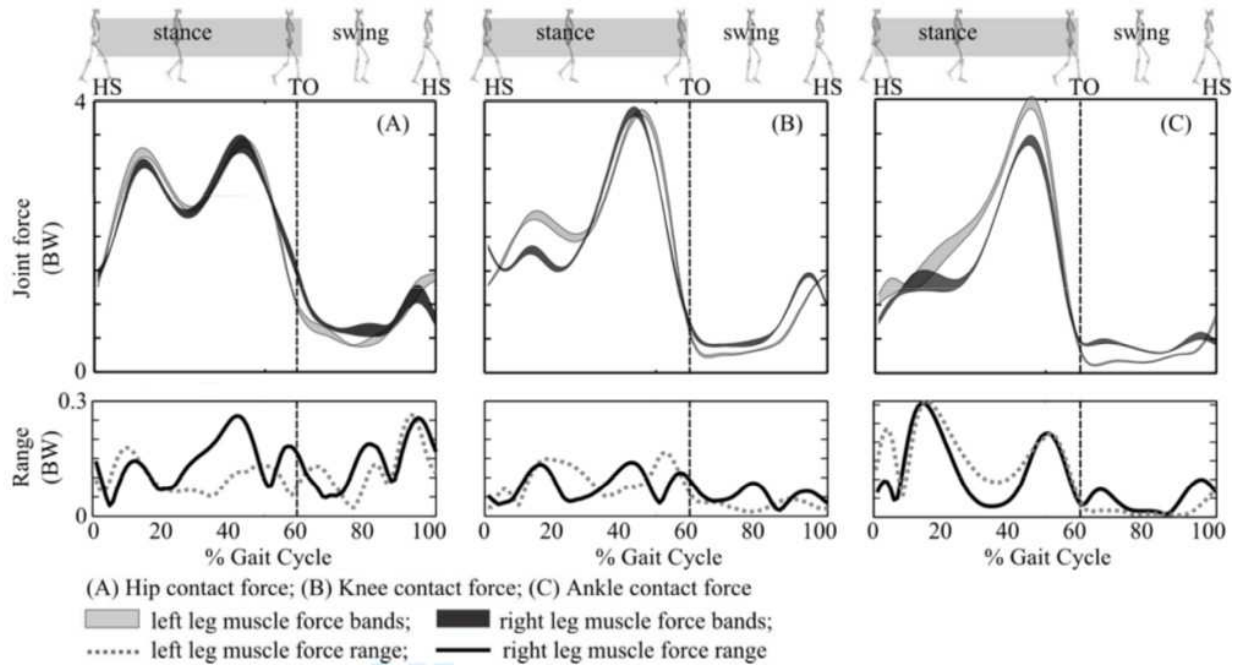 stance swing stance swing stance swing
HS TO HS HS TO HS HS TO HS
4 (A) (B) (C)
Joint force
(BW)
0
0.3
Range
(BW)
0
0 20 40 60 80 100 0 20 40 60 80 100 0 20 40 60 80 100
% Gait Cycle % Gait Cycle % Gait Cycle
(A) Hip contact force; (B) Knee contact force; (C) Ankle contact force
left leg muscle force bands; right leg muscle force bands;
left leg muscle force range; right leg muscle force range